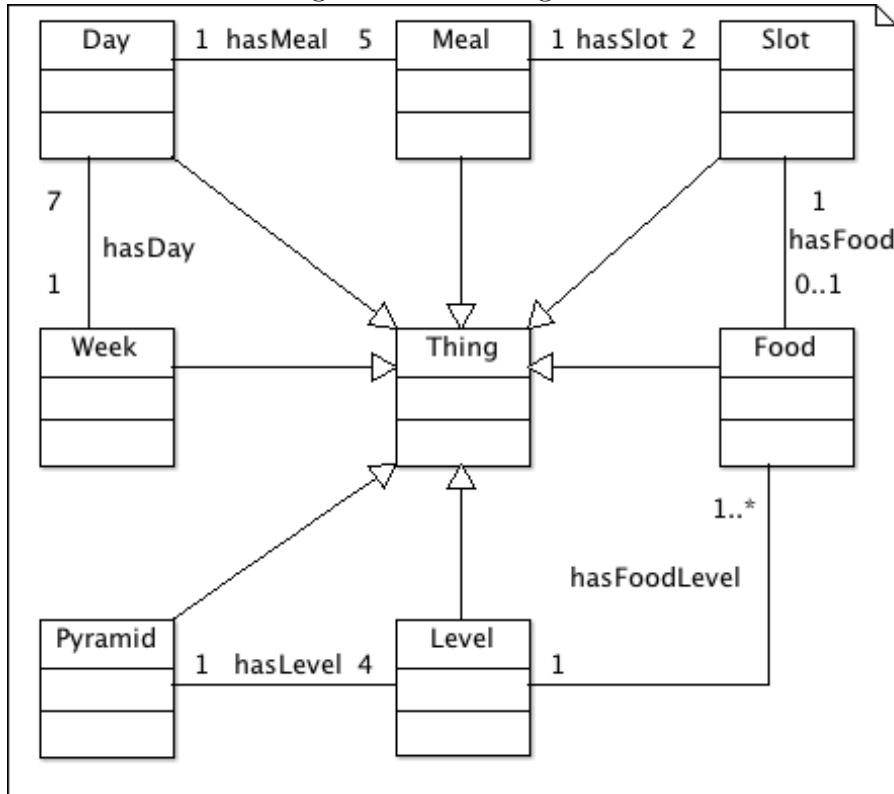 Day 1 hasMeal 5 Meal 1 hasSlot 2 Slot
7 1
hasDay hasFood
1 0..1
Week Thing Food
1..*
hasFoodLevel
Pyramid 1 hasLevel 4 Level 1